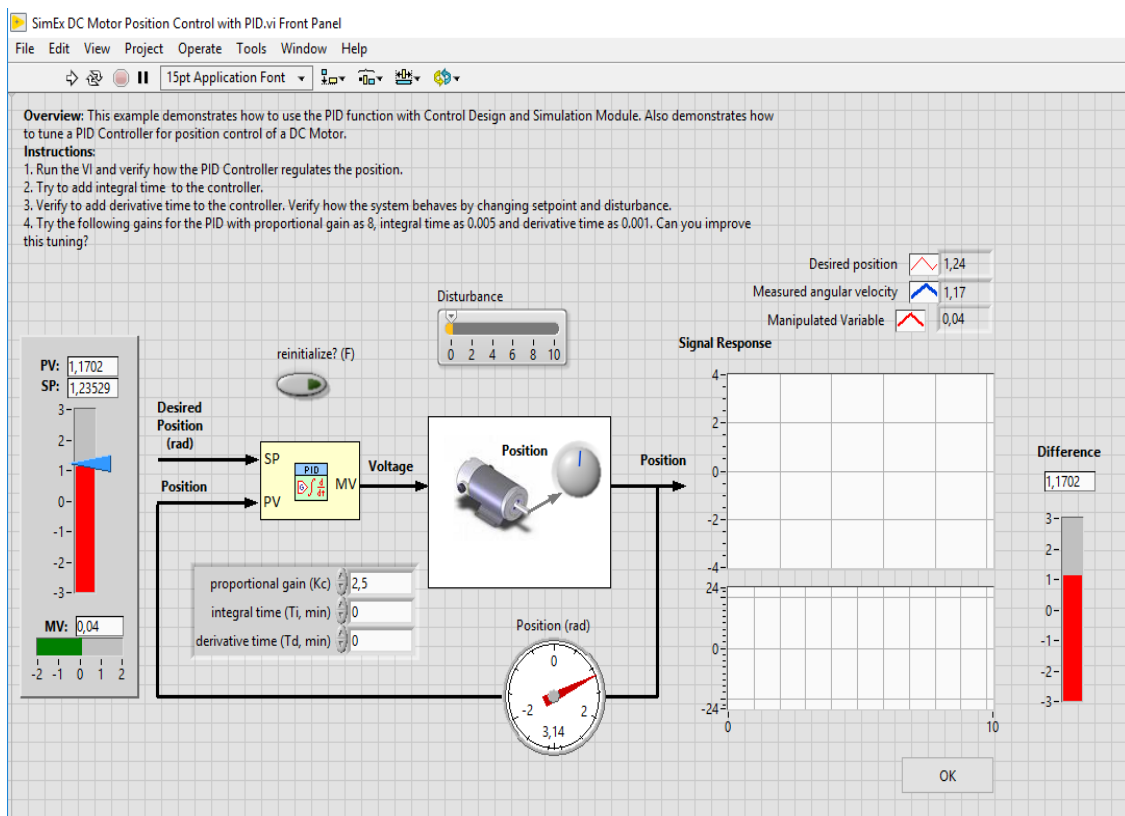 SimEx DC Motor Position Control with PID.vi Front Panel
File Edit View Project Operate Tools Window Help
15pt Application Font
Overview: This example demonstrates how to use the PID function with Control Design and Simulation Module. Also demonstrates how
to tune a PID Controller for position control of a DC Motor.
Instructions:
1. Run the VI and verify how the PID Controller regulates the position.
2. Try to add integral time to the controller.
3. Verify to add derivative time to the controller. Verify how the system behaves by changing setpoint and disturbance.
4. Try the following gains for the PID with proportional gain as 8, integral time as 0.005 and derivative time as 0.001. Can you improve
this tuning?
Desired position 1,24
Measured angular velocity 1,17
Manipulated Variable 0,04
Disturbance
0 2 4 6 8 10
reinitialize? (F)
PV: 1,1702
SP: 1,23529
3
2
1
0
-1
-2
-3
MV: 0,04
-2 -1 0 1 2
Desired
Position
(rad)
Position
SP
PV
PID
MV
Voltage
Position
Position
proportional gain (Kc) 2,5
integral time (Ti, min) 0
derivative time (Td, min) 0
Position (rad)
0
-2 2
3,14
Signal Response
4
2
0
-2
-4
24
0
-24
0 10
Difference
1,1702
3
2
1
0
-1
-2
-3
OK